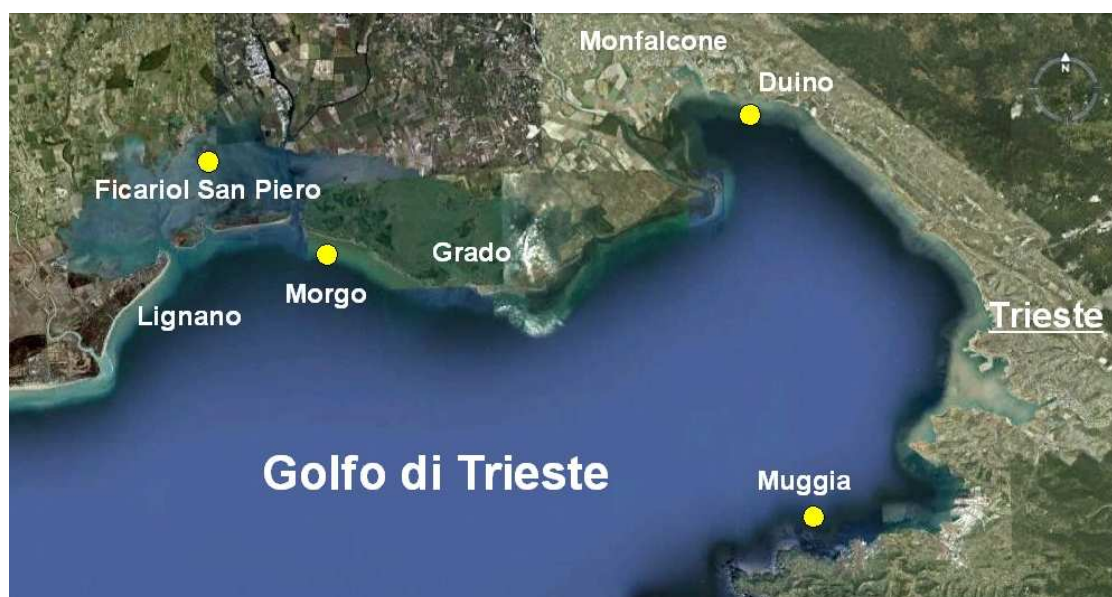 Monfalcone
Duino
N
Ficariol San Piero
Grado
Morgo
Lignano
Trieste
Golfo di Trieste
Muggia